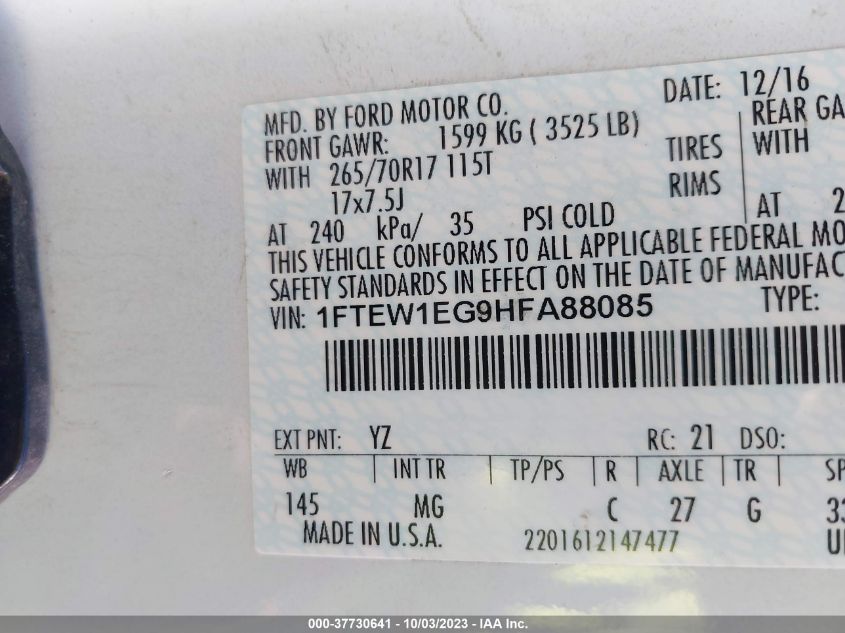 DATE: 12/16
MFD. BY FORD MOTOR CO.
FRONT GAWR: 1599 KG ( 3525 LB) REAR GA
WITH 265/70R17 115T TIRES WITH
17x7.5J RIMS
AT 240 kPa/ 35 PSI COLD AT 2
THIS VEHICLE CONFORMS TO ALL APPLICABLE FEDERAL MO
SAFETY STANDARDS IN EFFECT ON THE DATE OF MANUFAC
VIN: 1FTEW1EG9HFA88085 TYPE:
EXT PNT: YZ RC: 21 DSO:
WB INT TR TP/PS R AXLE TR SP
145 MG C 27 G 33
MADE IN U.S.A. 2201612147477
000-37730641 - 10/03/2023 - IAA Inc.